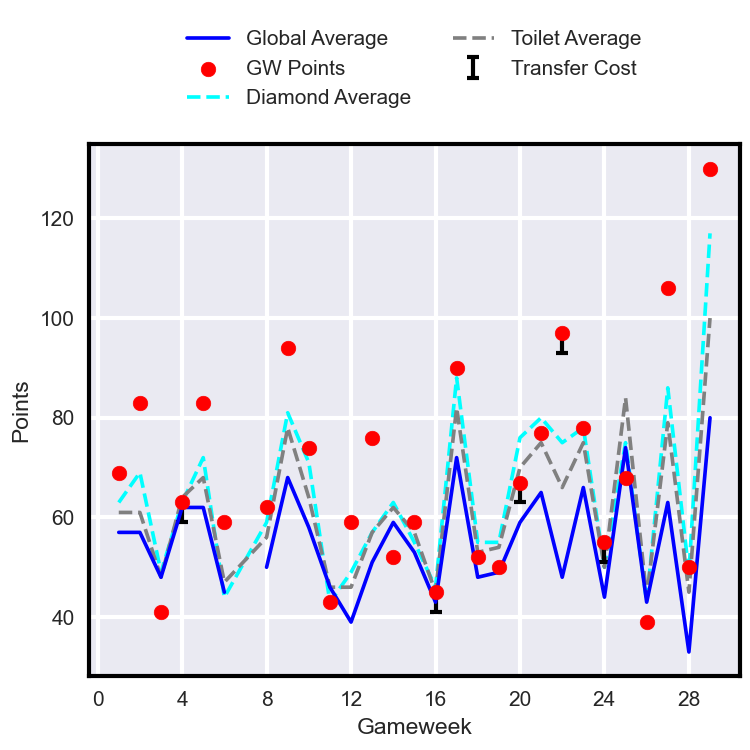 Global Average
GW Points
Diamond Average
Toilet Average
Transfer Cost
120
100
80
60
40
Points
0 4 8 12 16 20 24 28
Gameweek